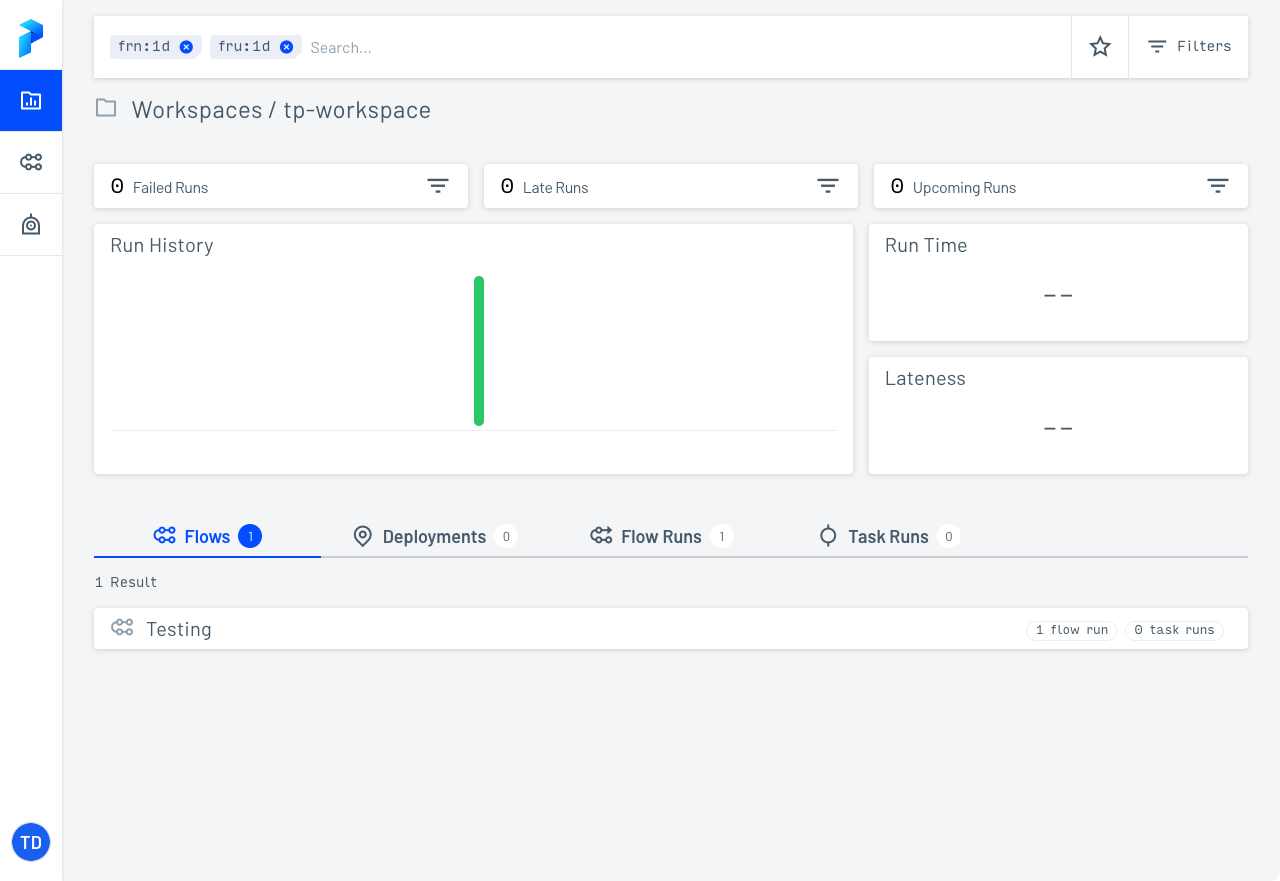 frn:1d fru:1d Search... Filters
Workspaces / tp-workspace
0 Failed Runs 0 Late Runs 0 Upcoming Runs
Run History
Run Time
--
Lateness
--
Flows 1 Deployments 0 Flow Runs 1 Task Runs 0
1 Result
Testing 1 flow run 0 task runs
TD